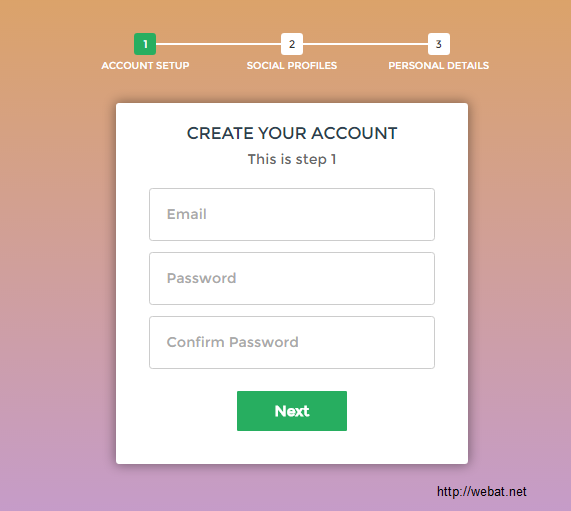 1 2 3
ACCOUNT SETUP SOCIAL PROFILES PERSONAL DETAILS
CREATE YOUR ACCOUNT
This is step 1
Email
Password
Confirm Password
Next
http://webat.net